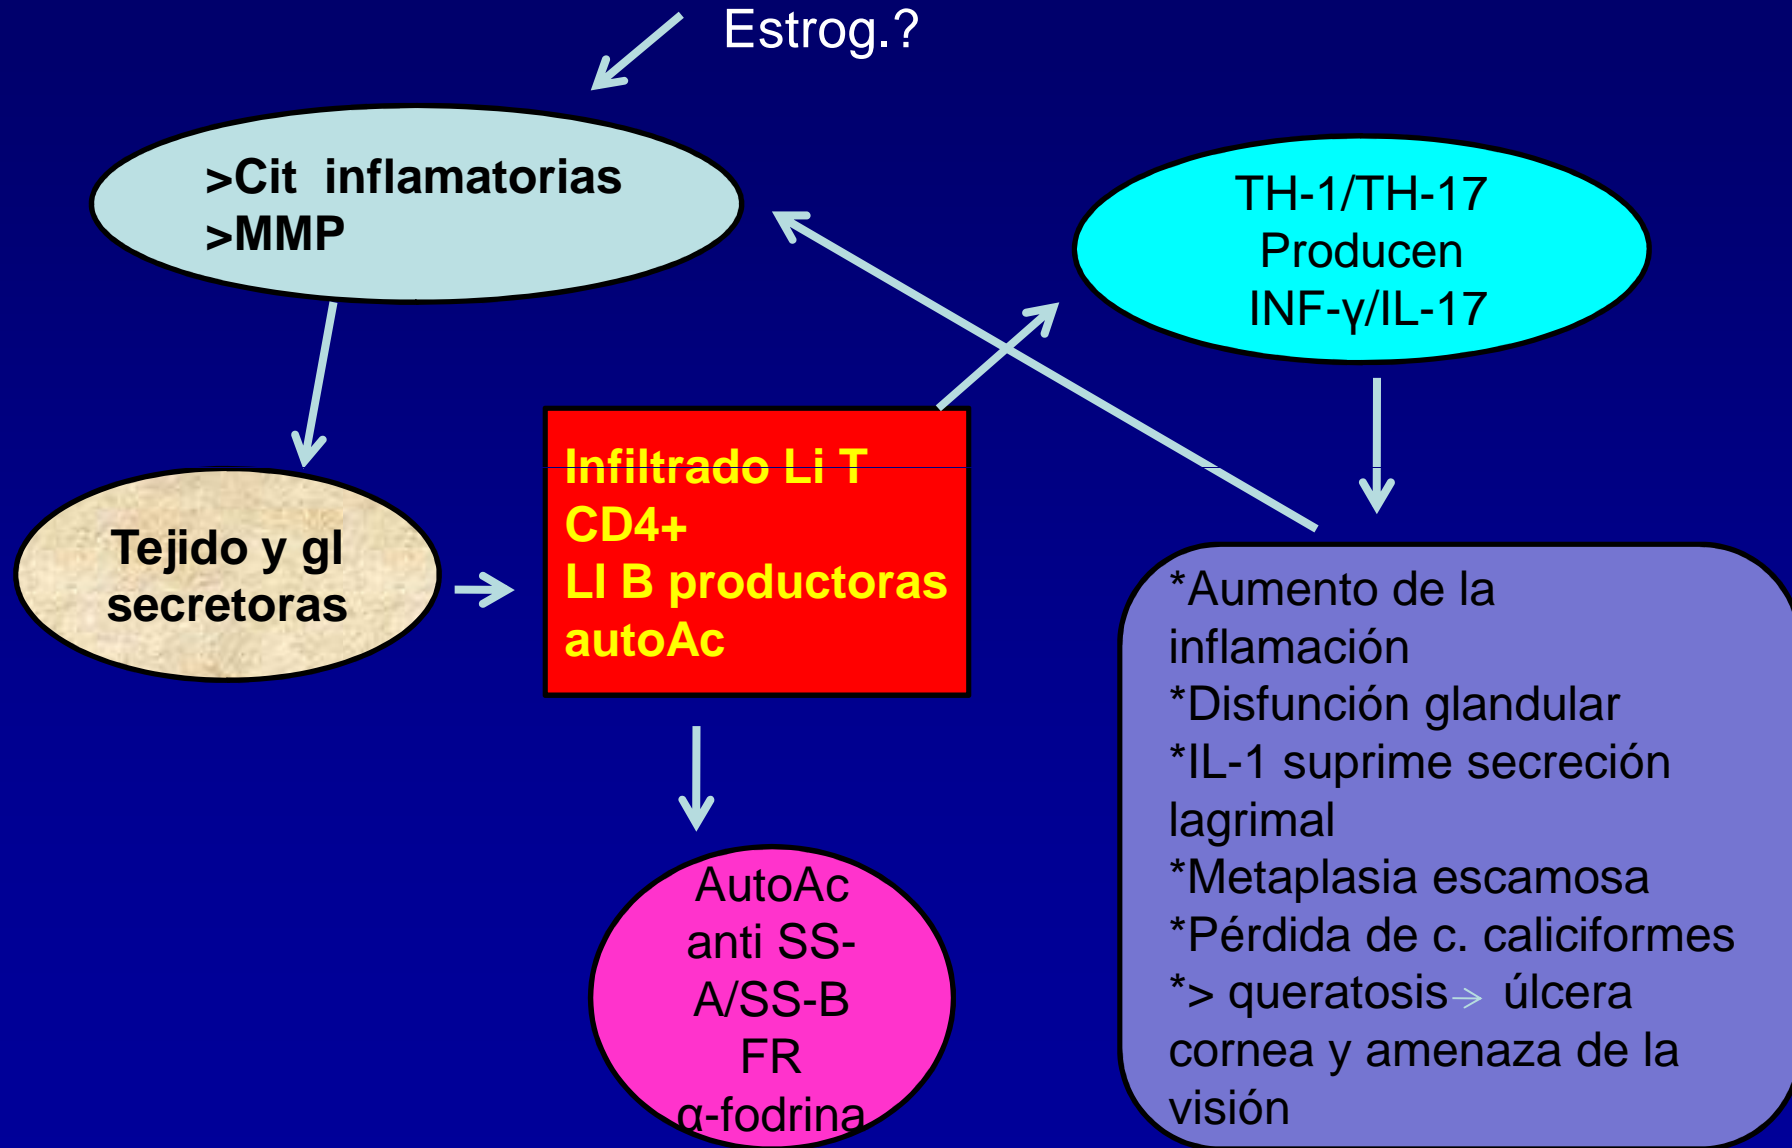 Estrog.?
>Cit inflamatorias
>MMP
TH-1/TH-17
Producen
INF-γ/IL-17
Infiltrado Li T
CD4+
LI B productoras
autoAc
Tejido y gl
secretoras
*Aumento de la
inflamación
*Disfunción glandular
*IL-1 suprime secreción
lagrimal
*Metaplasia escamosa
*Pérdida de c. caliciformes
*> queratosis→ úlcera
cornea y amenaza de la
visión
AutoAc
anti SS-
A/SS-B
FR
α-fodrina